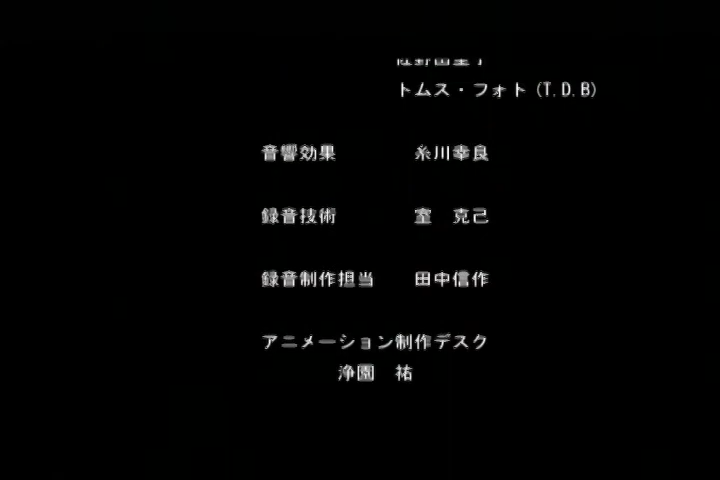 トムス・フォト(T.D.B)
音響効果　糸川幸良
録音技術　室　克己
録音制作担当　田中信作
アニメーション制作デスク
浄園　祐